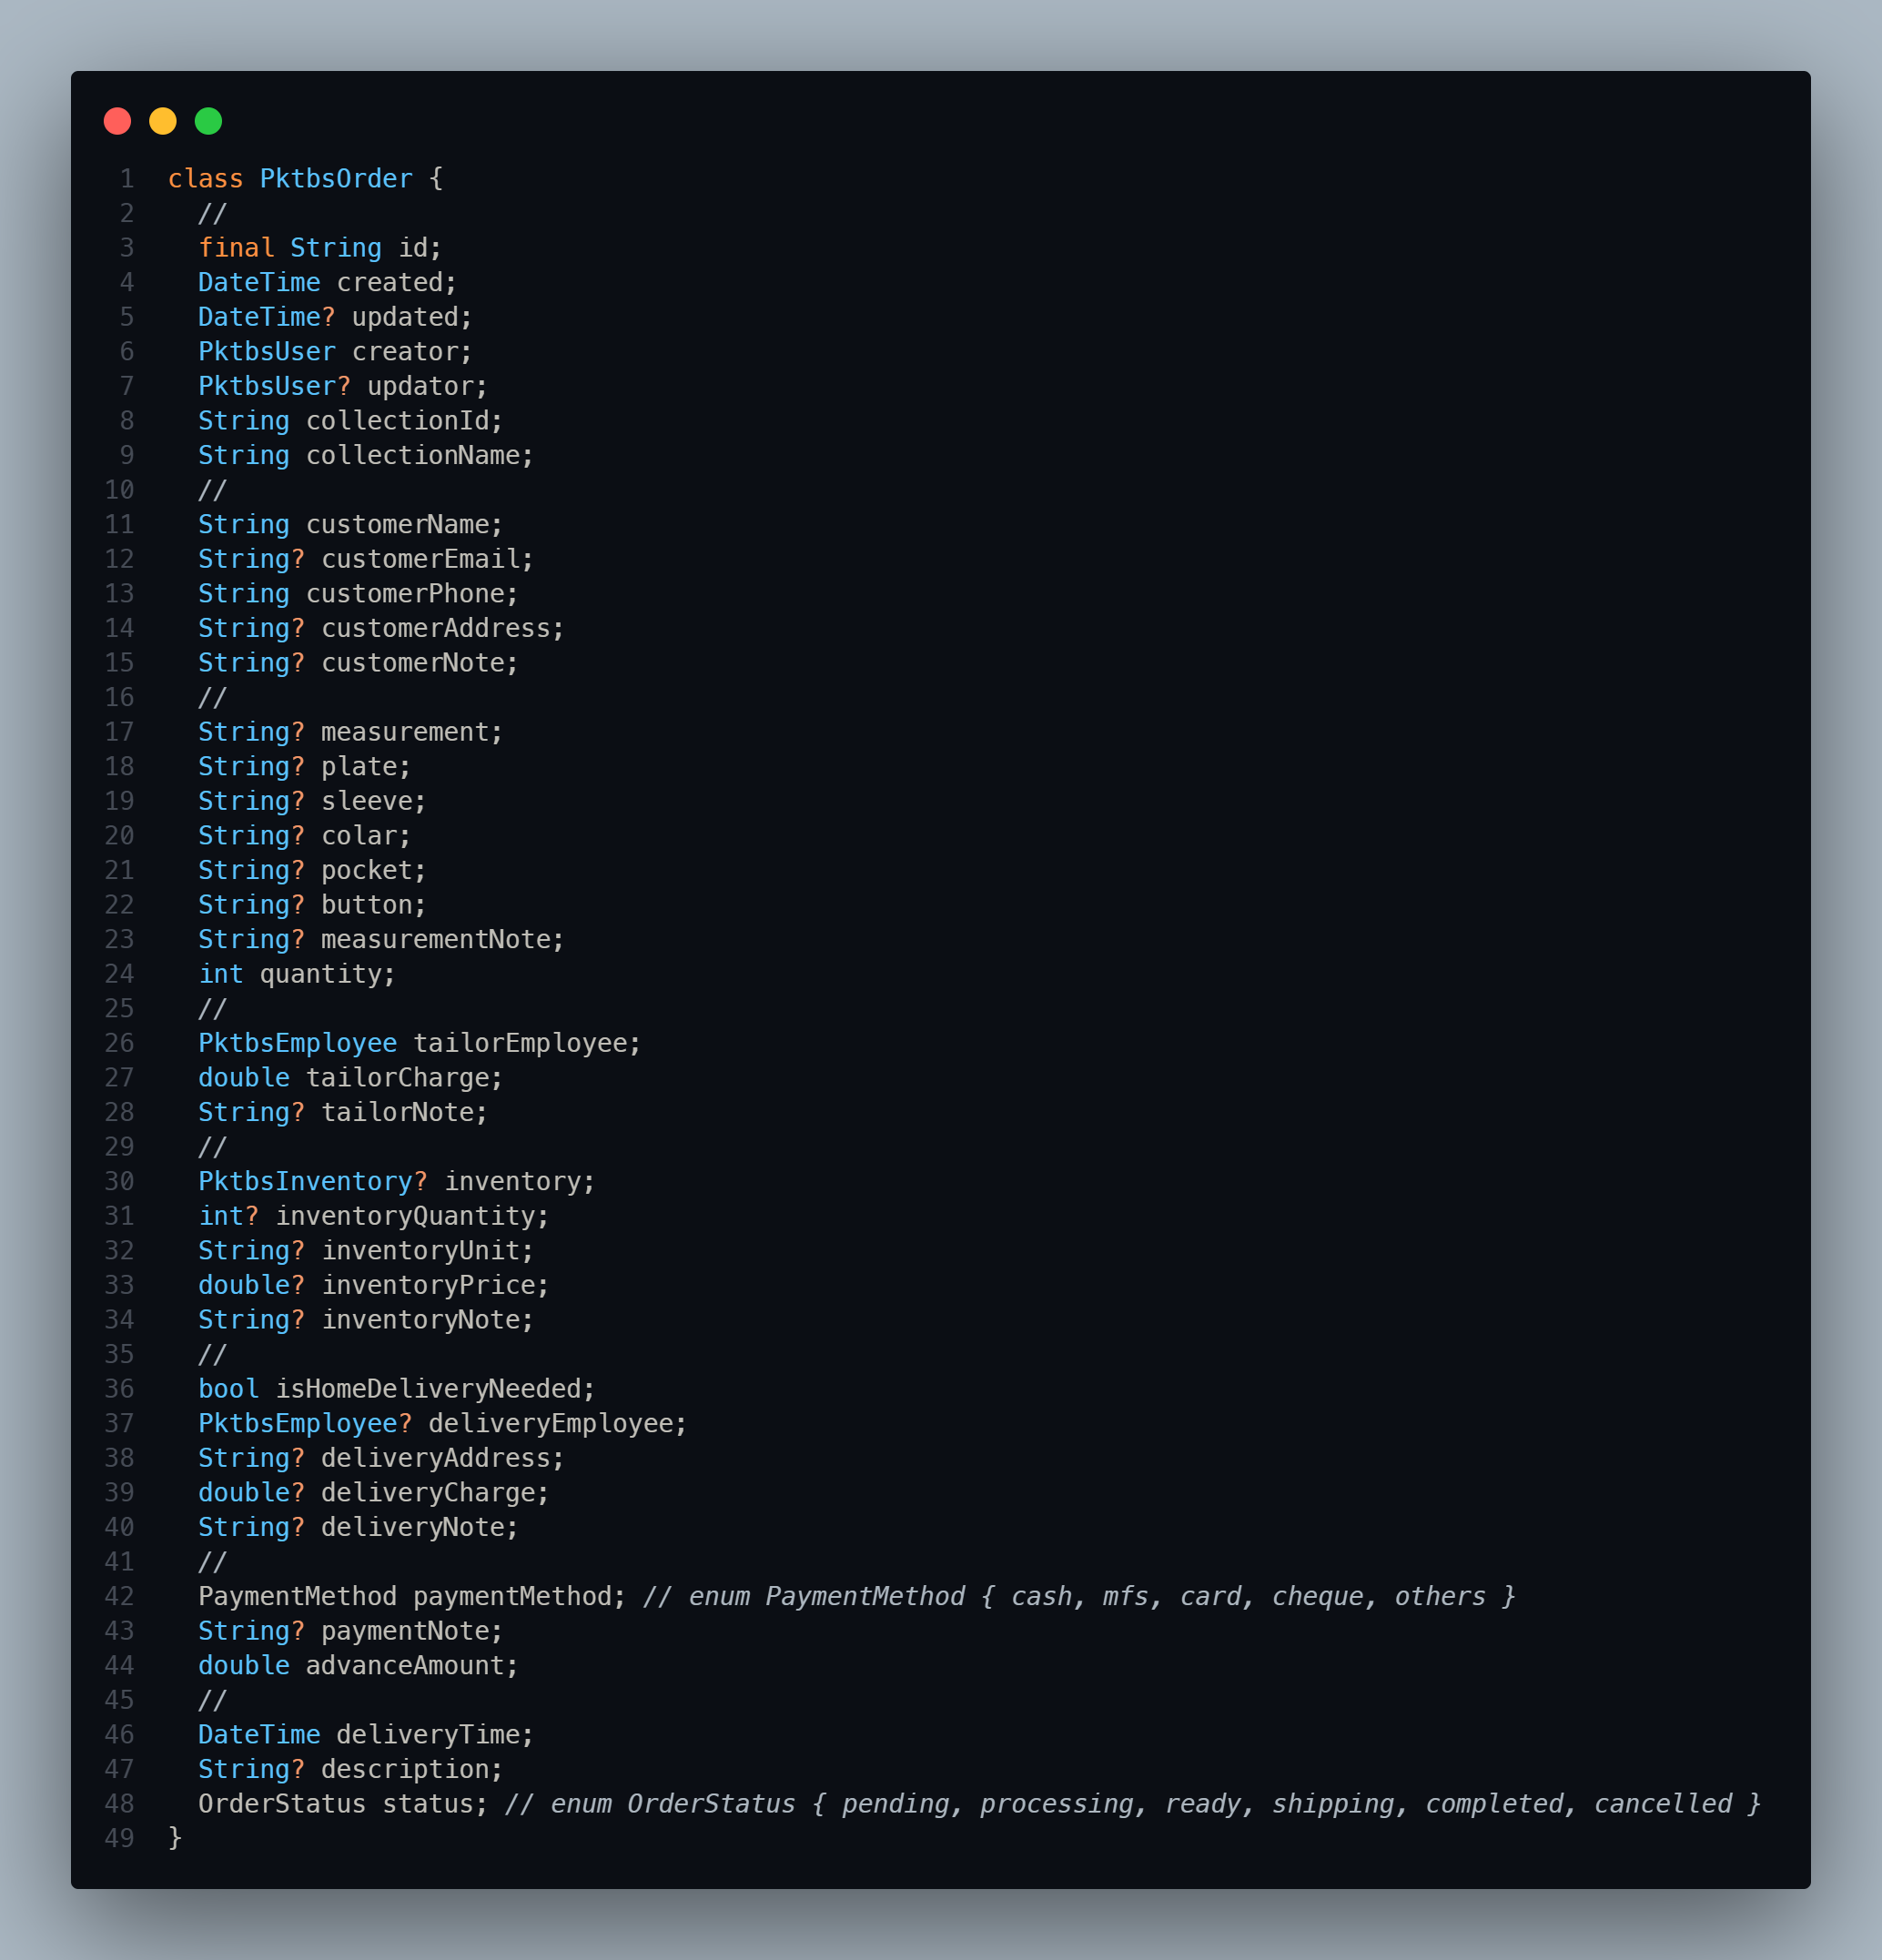 1 class PktbsOrder {
2 //
3 final String id;
4 DateTime created;
5 DateTime? updated;
6 PktbsUser creator;
7 PktbsUser? updator;
8 String collectionId;
9 String collectionName;
10 //
11 String customerName;
12 String? customerEmail;
13 String customerPhone;
14 String? customerAddress;
15 String? customerNote;
16 //
17 String? measurement;
18 String? plate;
19 String? sleeve;
20 String? colar;
21 String? pocket;
22 String? button;
23 String? measurementNote;
24 int quantity;
25 //
26 PktbsEmployee tailorEmployee;
27 double tailorCharge;
28 String? tailorNote;
29 //
30 PktbsInventory? inventory;
31 int? inventoryQuantity;
32 String? inventoryUnit;
33 double? inventoryPrice;
34 String? inventoryNote;
35 //
36 bool isHomeDeliveryNeeded;
37 PktbsEmployee? deliveryEmployee;
38 String? deliveryAddress;
39 double? deliveryCharge;
40 String? deliveryNote;
41 //
42 PaymentMethod paymentMethod; // enum PaymentMethod { cash, mfs, card, cheque, others }
43 String? paymentNote;
44 double advanceAmount;
45 //
46 DateTime deliveryTime;
47 String? description;
48 OrderStatus status; // enum OrderStatus { pending, processing, ready, shipping, completed, cancelled }
49 }